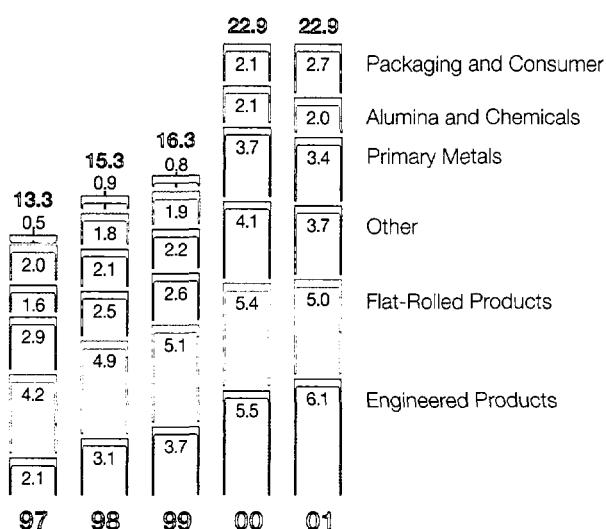 22.9 22.9
2.1 2.7 Packaging and Consumer
2.1 2.0 Alumina and Chemicals
16.3
15.3 0.8 3.7 3.4 Primary Metals
0.9
13.3
0.5 1.8 1.9 4.1 3.7 Other
2.0 2.1 2.2
1.6 2.5 2.6 5.4 5.0 Flat-Rolled Products
2.9
4.9 5.1
4.2 5.5 6.1 Engineered Products
3.1 3.7
2.1
97 98 99 00 01